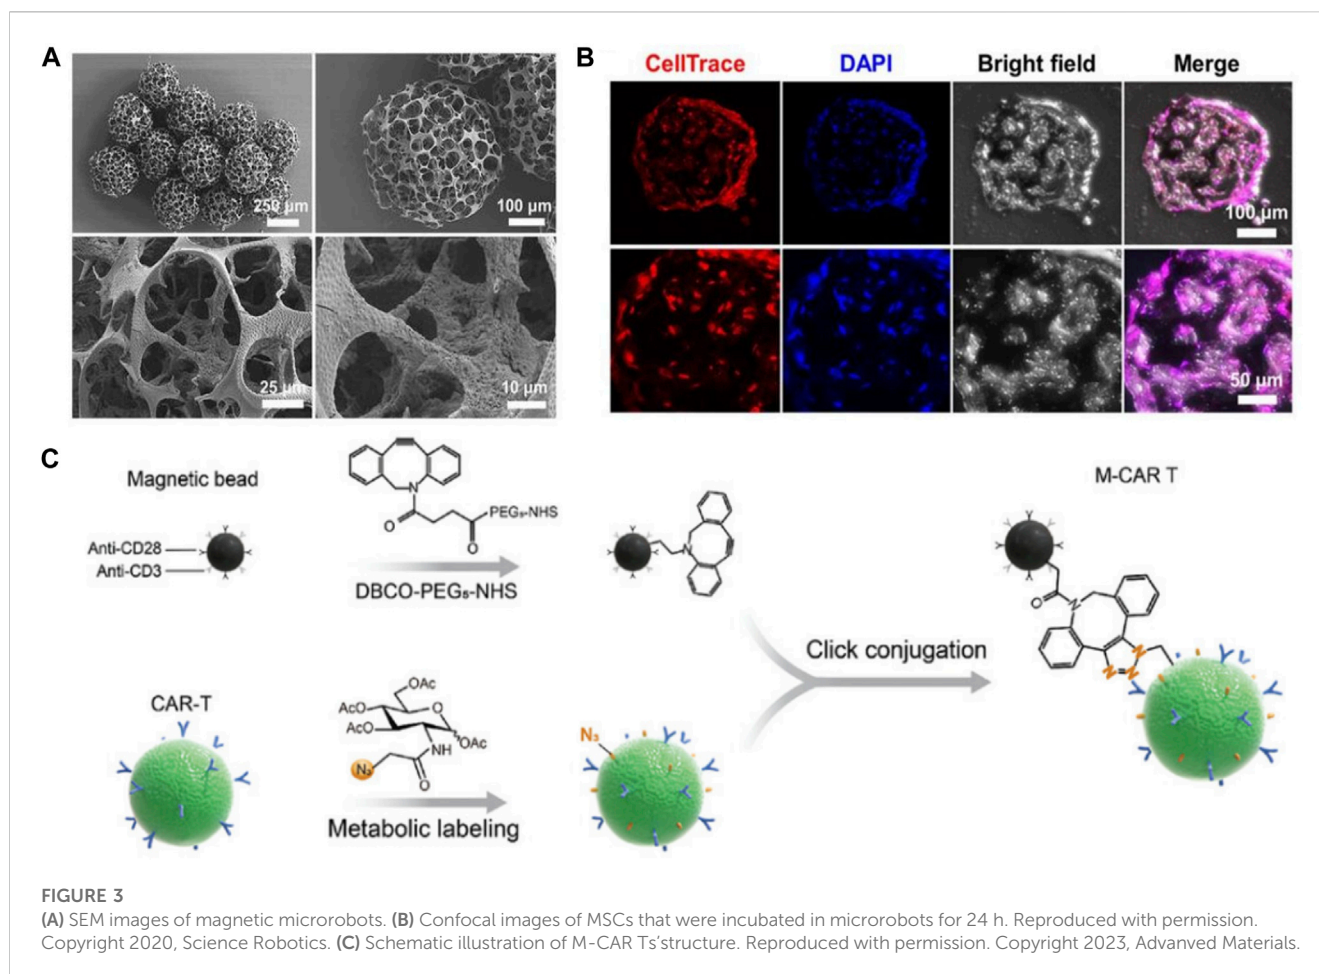 A
250 µm
100 µm
25 µm
10 µm
B
CellTrace
DAPI
Bright field
Merge
100 µm
50 µm
C
Magnetic bead
Anti-CD28
Anti-CD3
N
O
O
PEG₅-NHS
DBCO-PEG₅-NHS
N
CAR-T
OAc
AcO
O
AcO
OAc
NH
N₃
O
Metabolic labeling
N₃
Click conjugation
M-CAR T
O
N
N
N=N
FIGURE 3
(A) SEM images of magnetic microrobots. (B) Confocal images of MSCs that were incubated in microrobots for 24 h. Reproduced with permission.
Copyright 2020, Science Robotics. (C) Schematic illustration of M-CAR Ts'structure. Reproduced with permission. Copyright 2023, Advanved Materials.